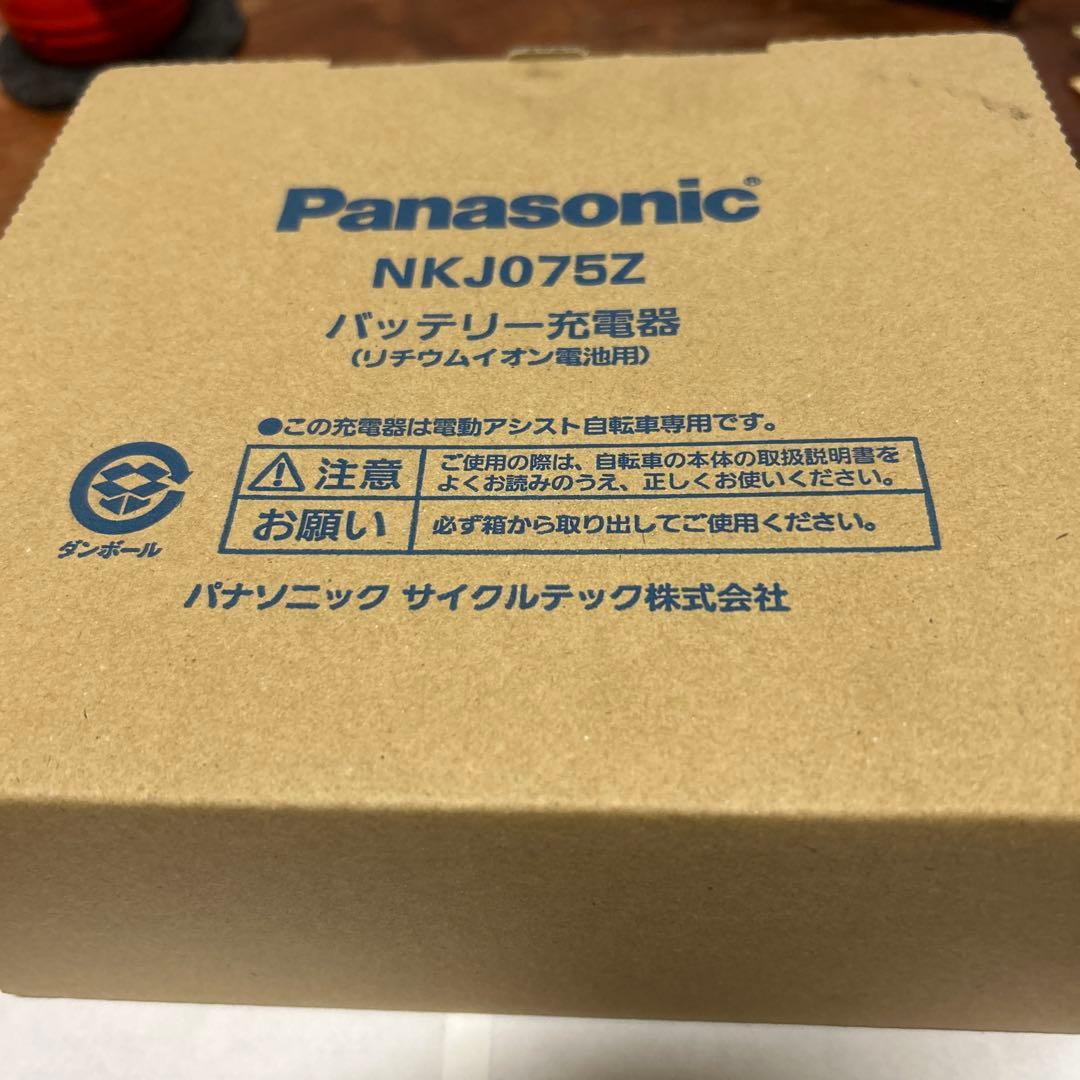 Panasonic®
NKJ075Z
バッテリー充電器
(リチウムイオン電池用)
●この充電器は電動アシスト自転車専用です。
注意
ご使用の際は、自転車の本体の取扱説明書を
よくお読みのうえ、正しくお使いください。
お願い
必ず箱から取り出してご使用ください。
ダンボール
パナソニック サイクルテック株式会社